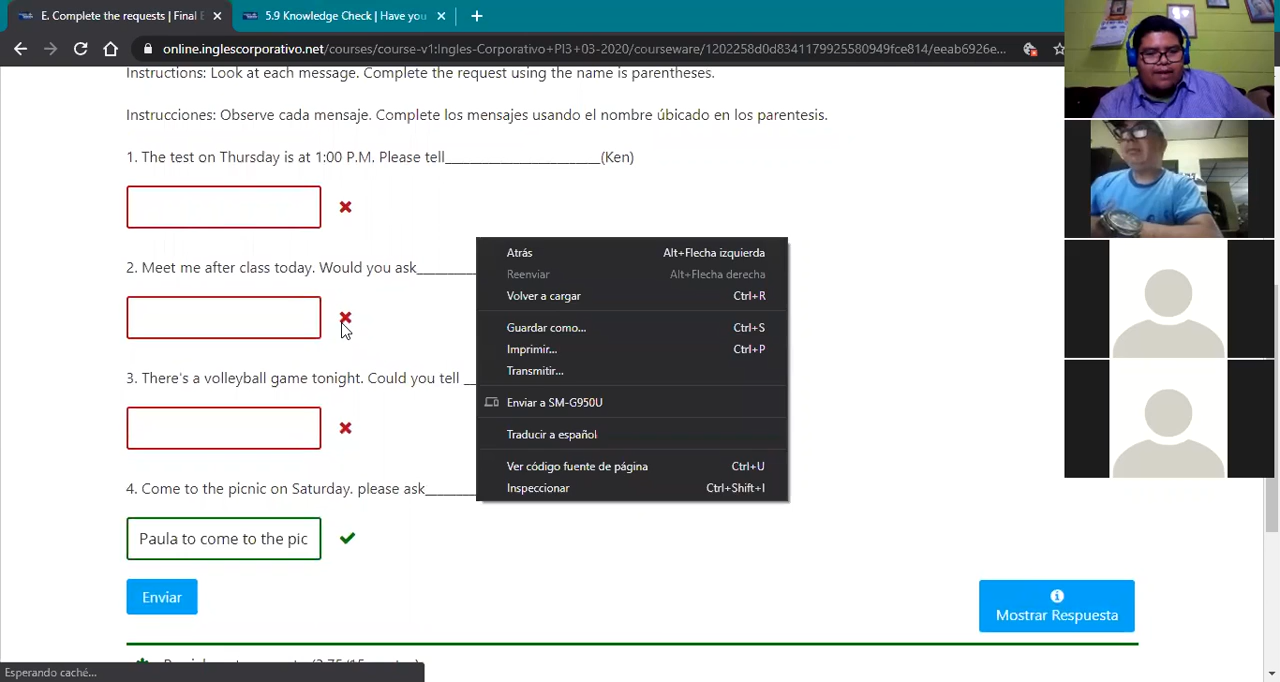 E. Complete the requests | Final E
5.9 Knowledge Check | Have you
online.inglescorporativo.net/courses/course-v1:Ingles-Corporativo+PI3+03-2020/courseware/1202258d0d8341179925580949fce814/eeab6926e...
Instructions: Look at each message. Complete the request using the name is parentheses.
Instrucciones: Observe cada mensaje. Complete los mensajes usando el nombre úbicado en los parentesis.
1. The test on Thursday is at 1:00 P.M. Please tell______________________(Ken)
2. Meet me after class today. Would you ask________
3. There's a volleyball game tonight. Could you tell __
4. Come to the picnic on Saturday. please ask_______
Paula to come to the pic
Enviar
Mostrar Respuesta
Atrás Alt+Flecha izquierda
Reenviar Alt+Flecha derecha
Volver a cargar Ctrl+R
Guardar como... Ctrl+S
Imprimir... Ctrl+P
Transmitir...
Enviar a SM-G950U
Traducir a español
Ver código fuente de página Ctrl+U
Inspeccionar Ctrl+Shift+I
Esperando caché...